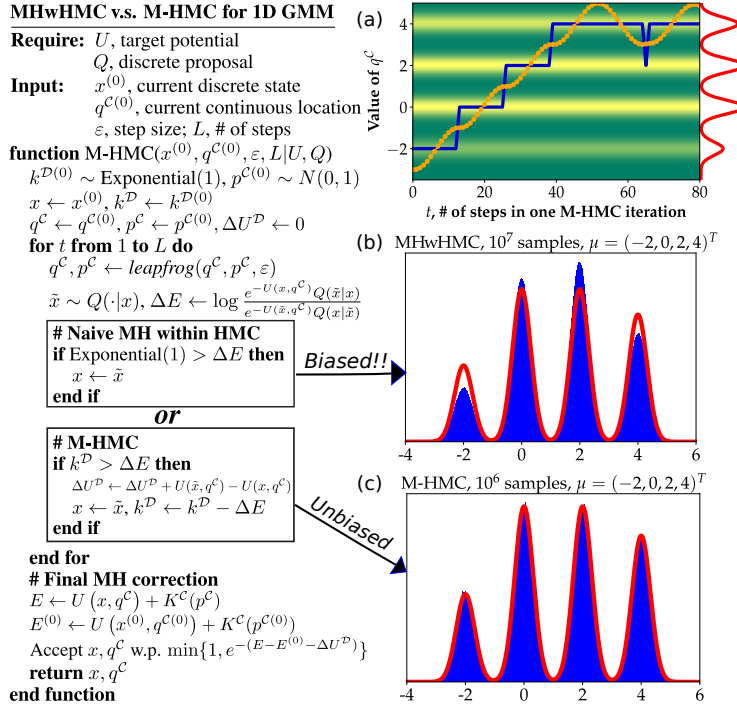 MHwHMC v.s. M-HMC for 1D GMM
Require: U, target potential
Q, discrete proposal
Input: x^{(0)}, current discrete state
q^{𝒞(0)}, current continuous location
ε, step size; L, # of steps
function M-HMC(x^{(0)}, q^{𝒞(0)}, ε, L|U, Q)
k^{𝒟(0)} ∼ Exponential(1), p^{𝒞(0)} ∼ N(0, 1)
x ← x^{(0)}, k^𝒟 ← k^{𝒟(0)}
q^𝒞 ← q^{𝒞(0)}, p^𝒞 ← p^{𝒞(0)}, ΔU^𝒟 ← 0
for t from 1 to L do
q^𝒞, p^𝒞 ← leapfrog(q^𝒞, p^𝒞, ε)
x̃ ∼ Q(·|x), ΔE ← log \frac{e^{-U(x,q^𝒞)}Q(x̃|x)}{e^{-U(x̃,q^𝒞)}Q(x|x̃)}
# Naive MH within HMC
if Exponential(1) > ΔE then
x ← x̃
end if
or
# M-HMC
if k^𝒟 > ΔE then
ΔU^𝒟 ← ΔU^𝒟 + U(x̃, q^𝒞) − U(x, q^𝒞)
x ← x̃, k^𝒟 ← k^𝒟 − ΔE
end if
end for
# Final MH correction
E ← U (x, q^𝒞) + K^𝒞(p^𝒞)
E^{(0)} ← U (x^{(0)}, q^{𝒞(0)}) + K^𝒞(p^{𝒞(0)})
Accept x, q^𝒞 w.p. min{1, e^{−(E−E^{(0)}−ΔU^𝒟)}}
return x, q^𝒞
end function
Biased!!
Unbiased
(a)
Value of q^𝒞
4
2
0
−2
0 20 40 60 80
t, # of steps in one M-HMC iteration
(b)
MHwHMC, 10^7 samples, μ = (−2, 0, 2, 4)^T
-4 -2 0 2 4 6
(c)
M-HMC, 10^6 samples, μ = (−2, 0, 2, 4)^T
-4 -2 0 2 4 6